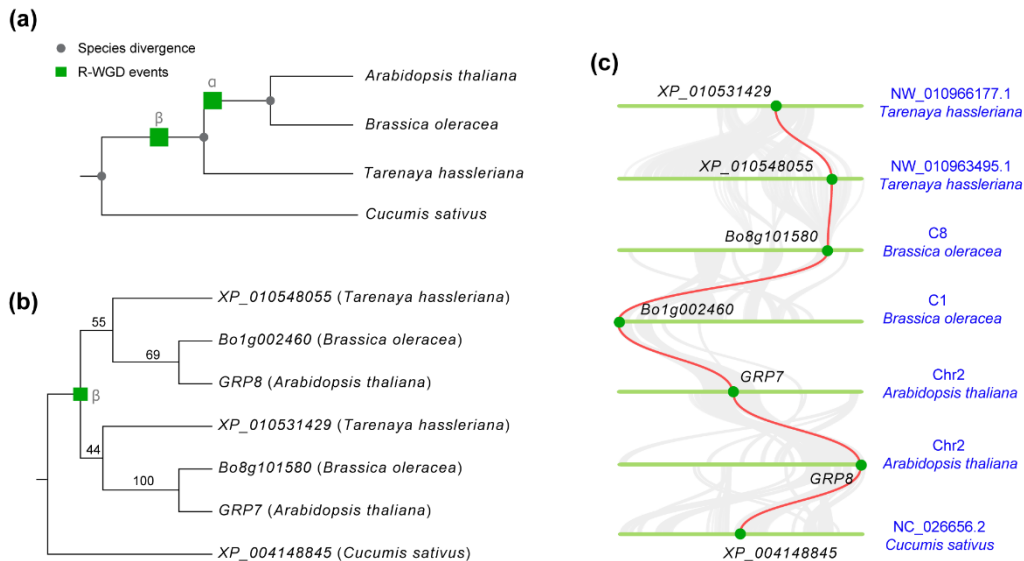 (a)
Species divergence
R-WGD events
α
β
Arabidopsis thaliana
Brassica oleracea
Tarenaya hassleriana
Cucumis sativus
(b)
XP_010548055 (Tarenaya hassleriana)
55
Bo1g002460 (Brassica oleracea)
69
GRP8 (Arabidopsis thaliana)
β
XP_010531429 (Tarenaya hassleriana)
44
Bo8g101580 (Brassica oleracea)
100
GRP7 (Arabidopsis thaliana)
XP_004148845 (Cucumis sativus)
(c)
XP_010531429
NW_010966177.1
Tarenaya hassleriana
XP_010548055
NW_010963495.1
Tarenaya hassleriana
Bo8g101580
C8
Brassica oleracea
Bo1g002460
C1
Brassica oleracea
GRP7
Chr2
Arabidopsis thaliana
GRP8
Chr2
Arabidopsis thaliana
XP_004148845
NC_026656.2
Cucumis sativus